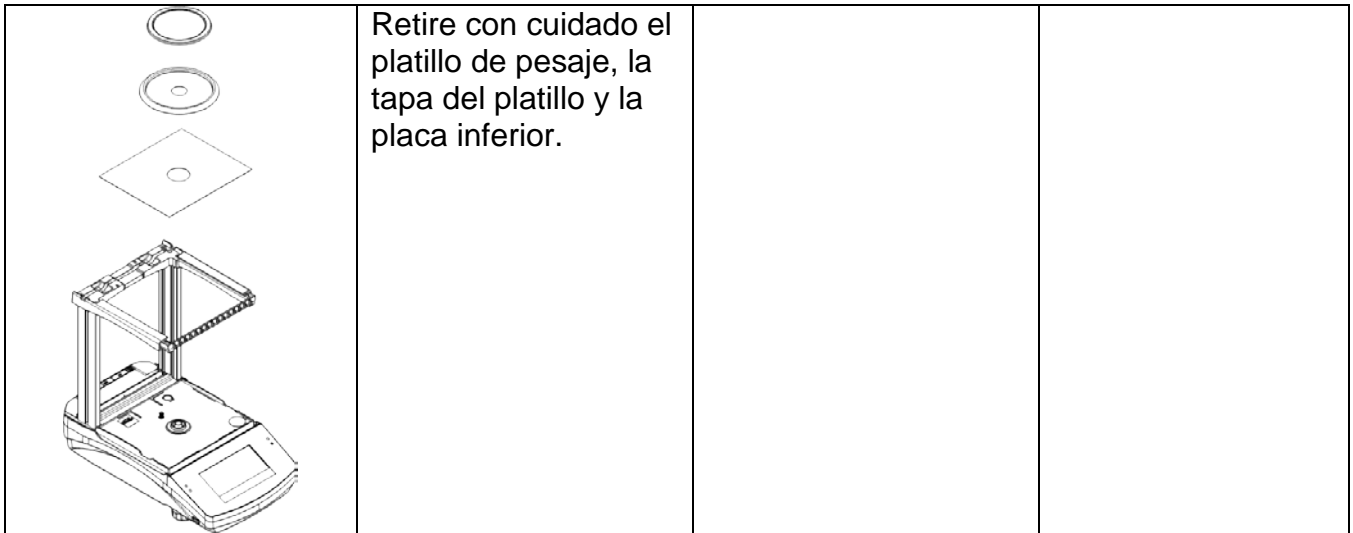 Retire con cuidado el
platillo de pesaje, la
tapa del platillo y la
placa inferior.